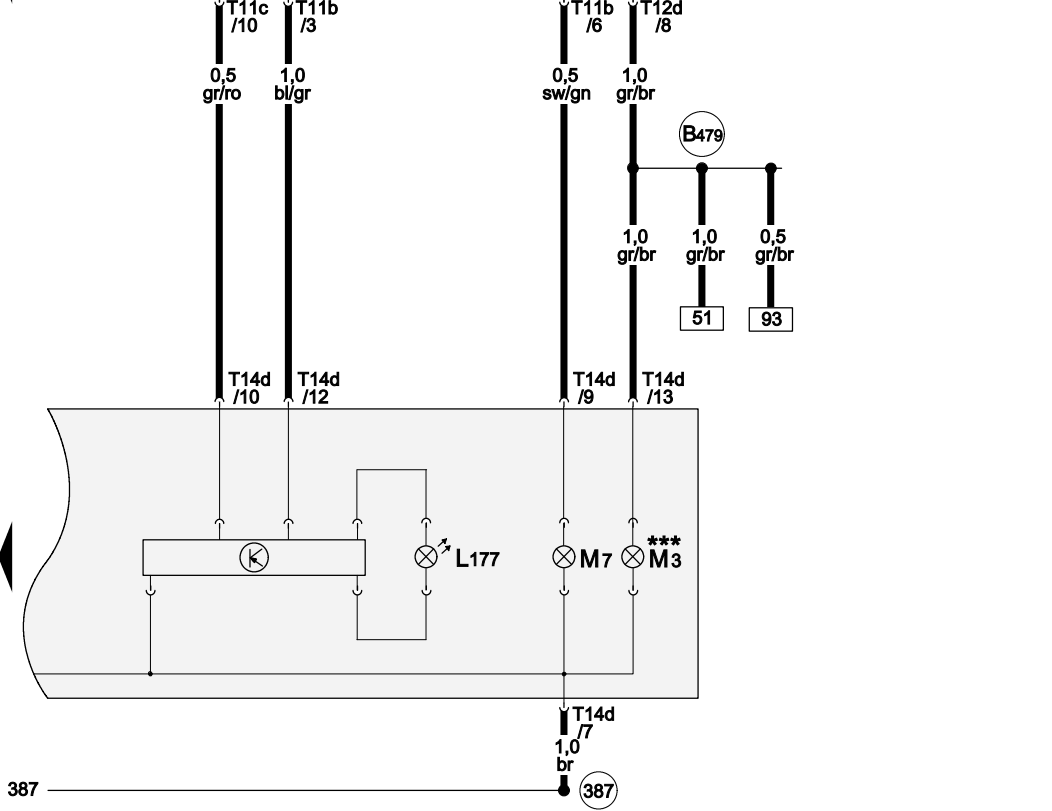 T11c
/10
T11b
/3
T11b
/6
T12d
/8
0,5
gr/ro
1,0
bl/gr
0,5
sw/gn
1,0
gr/br
B479
1,0
gr/br
1,0
gr/br
0,5
gr/br
51
93
T14d
/10
T14d
/12
T14d
/9
T14d
/13
L177
M7
***
M3
T14d
/7
1,0
br
387
387